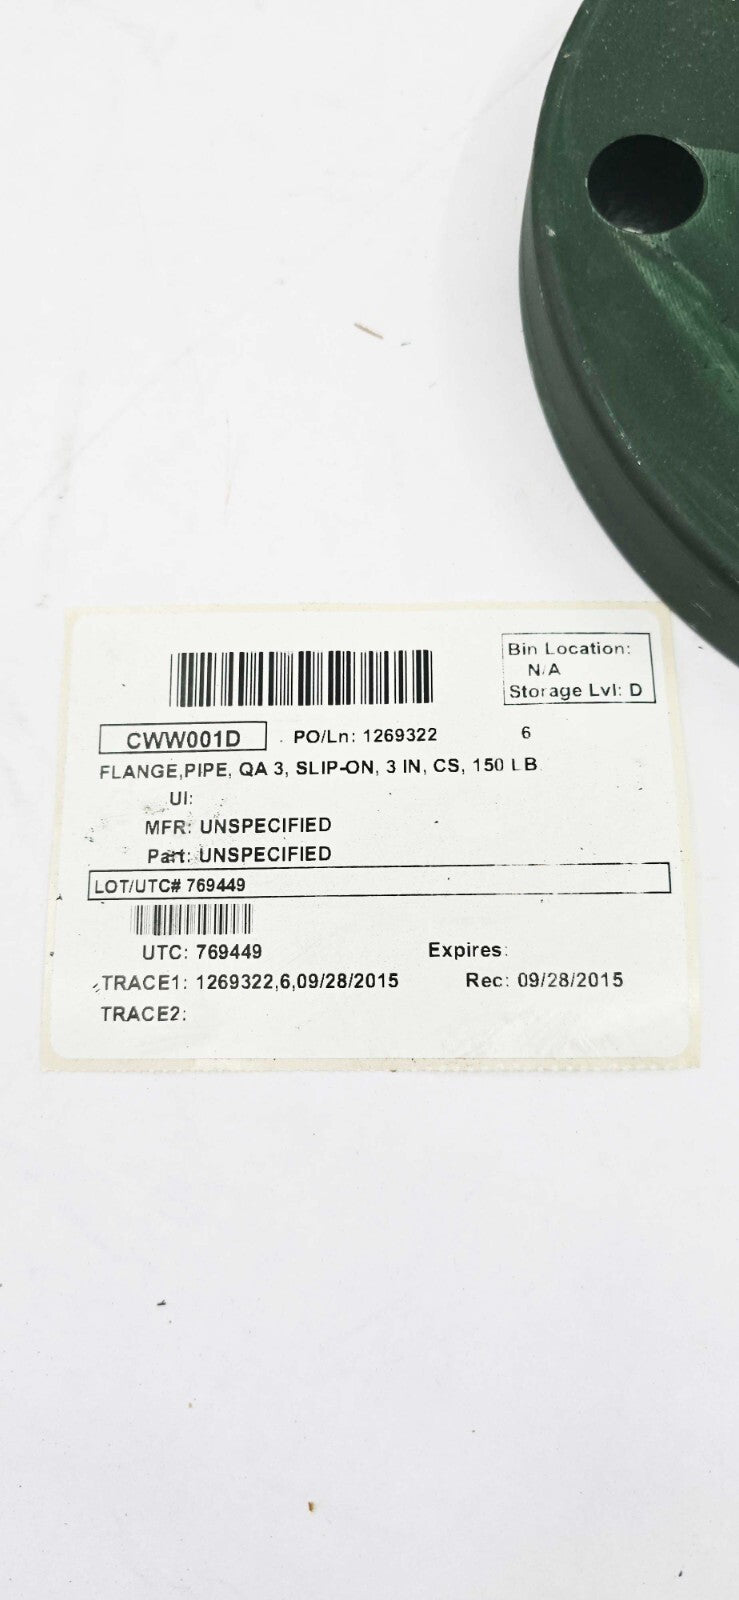 Bin Location:
N/A
Storage Lvl: D
CWW001D PO/Ln: 1269322 6
FLANGE,PIPE, QA 3, SLIP-ON, 3 IN, CS, 150 LB
UI:
MFR: UNSPECIFIED
Part: UNSPECIFIED
LOT/UTC# 769449
UTC: 769449 Expires:
TRACE1: 1269322,6,09/28/2015 Rec: 09/28/2015
TRACE2: